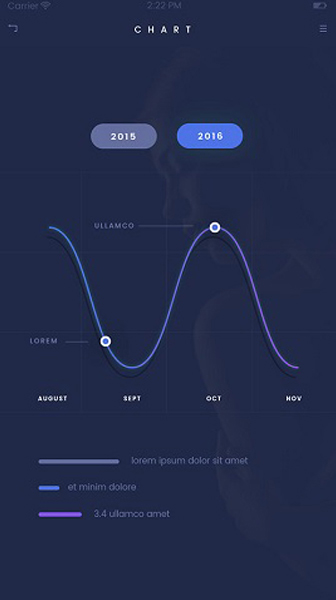 Carrier 2:22 PM
CHART
2015 2016
ULLAMCO
LOREM
AUGUST SEPT OCT NOV
lorem ipsum dolor sit amet
et minim dolore
3.4 ullamco amet